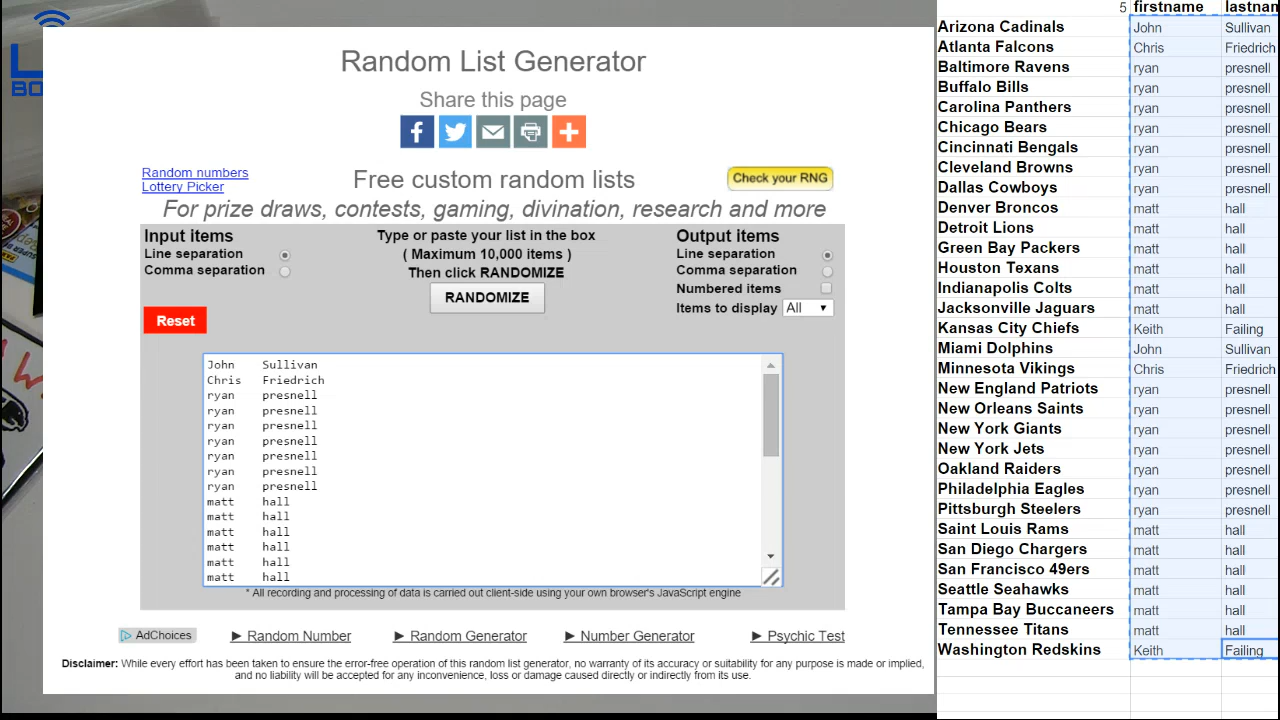 Random List Generator
Share this page
Random numbers
Lottery Picker
Free custom random lists
Check your RNG
For prize draws, contests, gaming, divination, research and more
Input items
Line separation
Comma separation
Reset
Type or paste your list in the box
( Maximum 10,000 items )
Then click RANDOMIZE
RANDOMIZE
Output items
Line separation
Comma separation
Numbered items
Items to display All
John Sullivan
Chris Friedrich
ryan presnell
ryan presnell
ryan presnell
ryan presnell
ryan presnell
ryan presnell
ryan presnell
matt hall
matt hall
matt hall
matt hall
matt hall
matt hall
* All recording and processing of data is carried out client-side using your own browser's JavaScript engine
AdChoices
► Random Number ► Random Generator ► Number Generator ► Psychic Test
Disclaimer: While every effort has been taken to ensure the error-free operation of this random list generator, no warranty of its accuracy or suitability for any purpose is made or implied,
and no liability will be accepted for any inconvenience, loss or damage caused directly or indirectly from its use.
5 firstname lastnan
Arizona Cadinals John Sullivan
Atlanta Falcons Chris Friedrich
Baltimore Ravens ryan presnell
Buffalo Bills ryan presnell
Carolina Panthers ryan presnell
Chicago Bears ryan presnell
Cincinnati Bengals ryan presnell
Cleveland Browns ryan presnell
Dallas Cowboys ryan presnell
Denver Broncos matt hall
Detroit Lions matt hall
Green Bay Packers matt hall
Houston Texans matt hall
Indianapolis Colts matt hall
Jacksonville Jaguars matt hall
Kansas City Chiefs Keith Failing
Miami Dolphins John Sullivan
Minnesota Vikings Chris Friedrich
New England Patriots ryan presnell
New Orleans Saints ryan presnell
New York Giants ryan presnell
New York Jets ryan presnell
Oakland Raiders ryan presnell
Philadelphia Eagles ryan presnell
Pittsburgh Steelers ryan presnell
Saint Louis Rams matt hall
San Diego Chargers matt hall
San Francisco 49ers matt hall
Seattle Seahawks matt hall
Tampa Bay Buccaneers matt hall
Tennessee Titans matt hall
Washington Redskins Keith Failing